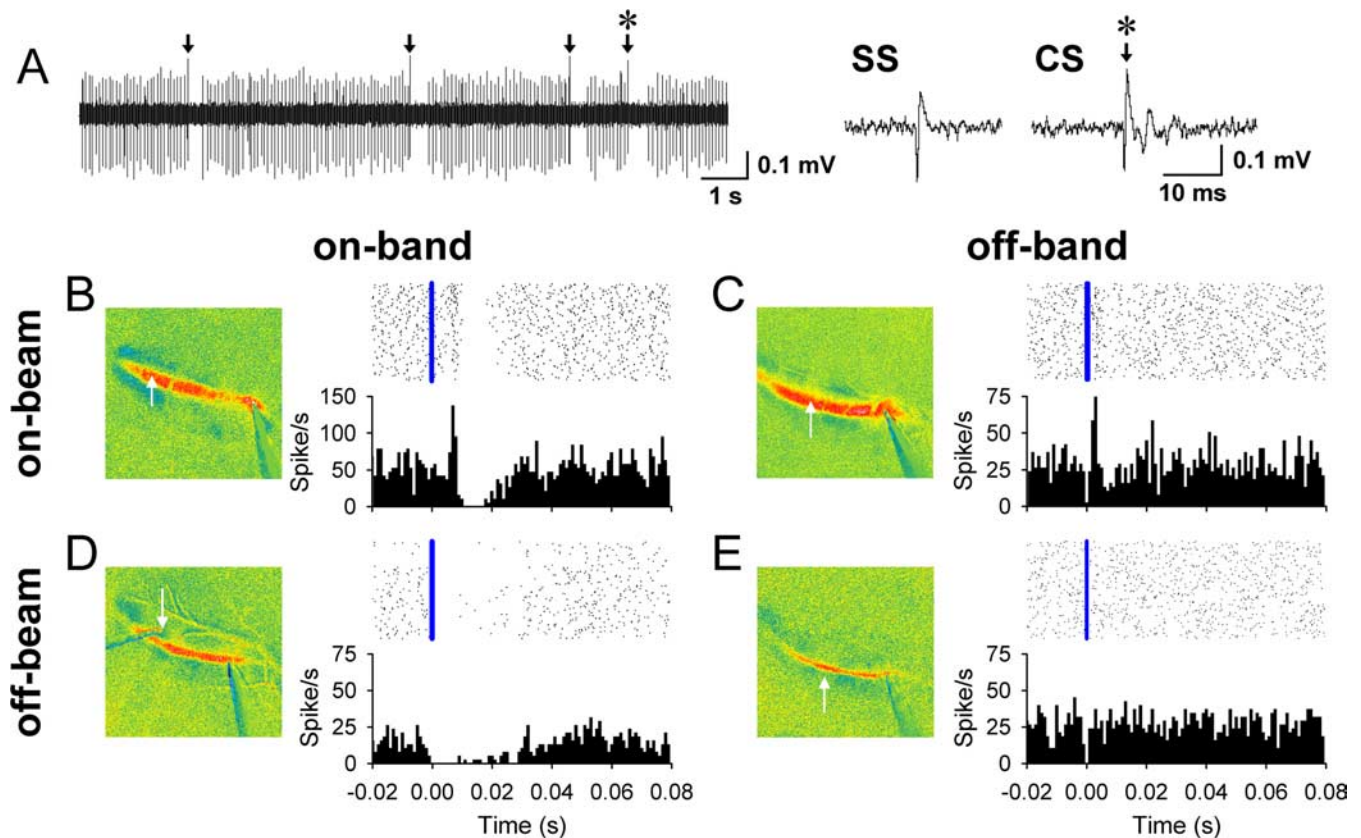 A
*
SS
CS
*
0.1 mV
1 s
0.1 mV
10 ms
on-band
off-band
on-beam
B
Spike/s
150
100
50
0
C
Spike/s
75
50
25
0
off-beam
D
Spike/s
75
50
25
0
-0.02 0.00 0.02 0.04 0.06 0.08
Time (s)
E
Spike/s
75
50
25
0
-0.02 0.00 0.02 0.04 0.06 0.08
Time (s)